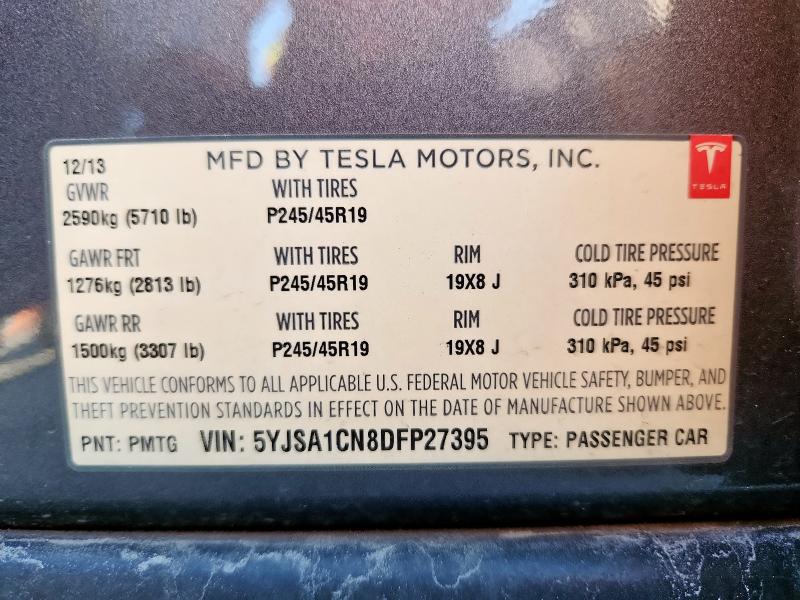 12/13 MFD BY TESLA MOTORS, INC.
TESLA
GVWR WITH TIRES
2590kg (5710 lb) P245/45R19
GAWR FRT WITH TIRES RIM COLD TIRE PRESSURE
1276kg (2813 lb) P245/45R19 19X8 J 310 kPa, 45 psi
GAWR RR WITH TIRES RIM COLD TIRE PRESSURE
1500kg (3307 lb) P245/45R19 19X8 J 310 kPa, 45 psi
THIS VEHICLE CONFORMS TO ALL APPLICABLE U.S. FEDERAL MOTOR VEHICLE SAFETY, BUMPER, AND
THEFT PREVENTION STANDARDS IN EFFECT ON THE DATE OF MANUFACTURE SHOWN ABOVE.
PNT: PMTG VIN: 5YJSA1CN8DFP27395 TYPE: PASSENGER CAR